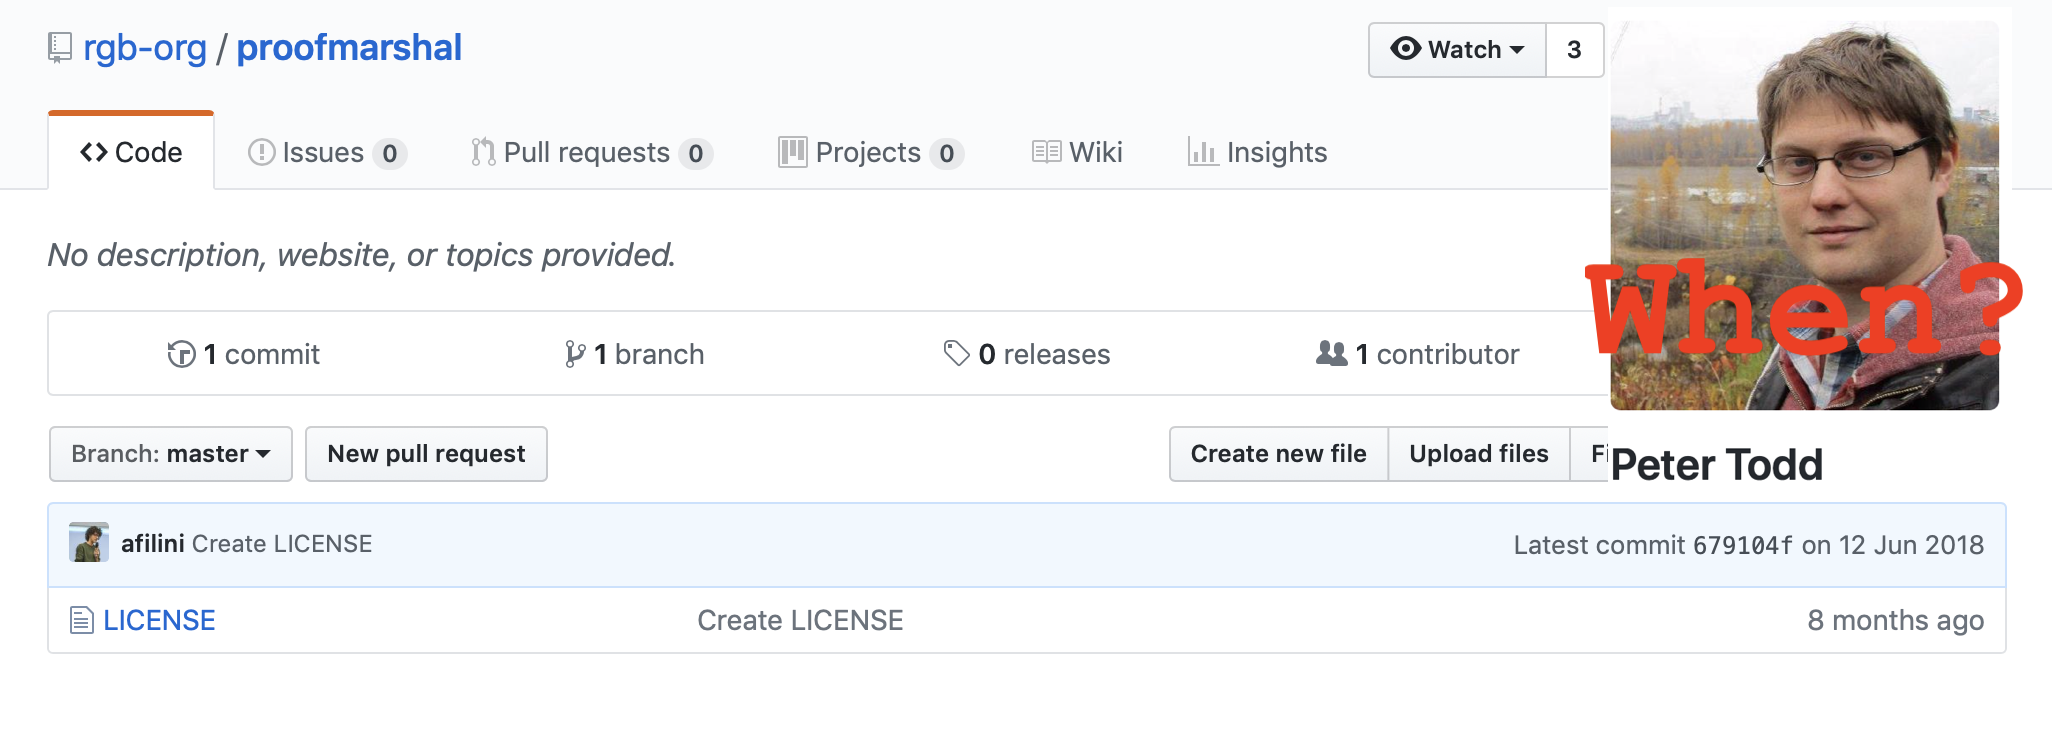 rgb-org / proofmarshal
Watch 3
Code Issues 0 Pull requests 0 Projects 0 Wiki Insights
No description, website, or topics provided.
When?
1 commit 1 branch 0 releases 1 contributor
Branch: master New pull request Create new file Upload files Fi
Peter Todd
afilini Create LICENSE Latest commit 679104f on 12 Jun 2018
LICENSE Create LICENSE 8 months ago